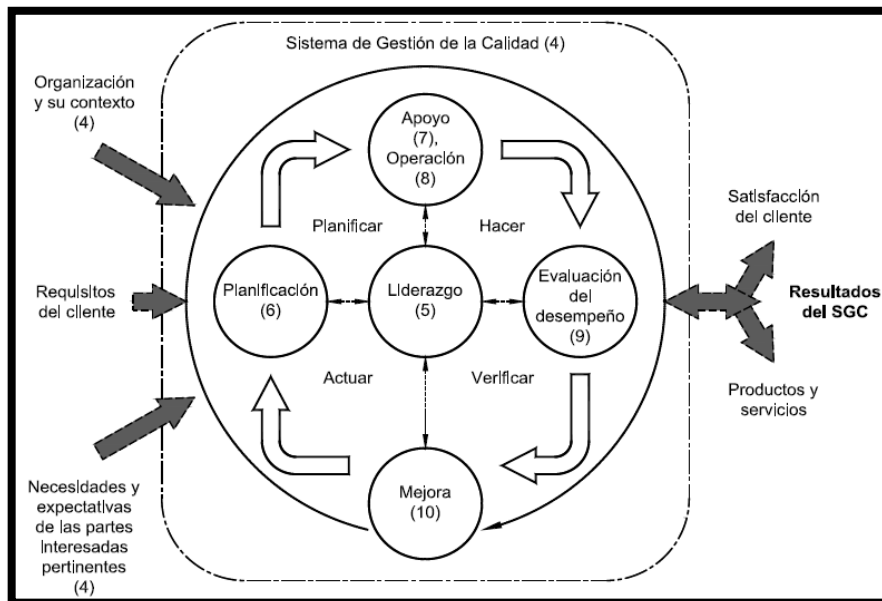 Sistema de Gestión de la Calidad (4)
Organización
y su contexto
(4)
Requisitos
del cliente
Necesidades y
expectativas
de las partes
interesadas
pertinentes
(4)
Apoyo
(7),
Operación
(8)
Planificar
Hacer
Planificación
(6)
Liderazgo
(5)
Evaluación
del
desempeño
(9)
Actuar
Verificar
Mejora
(10)
Satisfacción
del cliente
Resultados
del SGC
Productos y
servicios